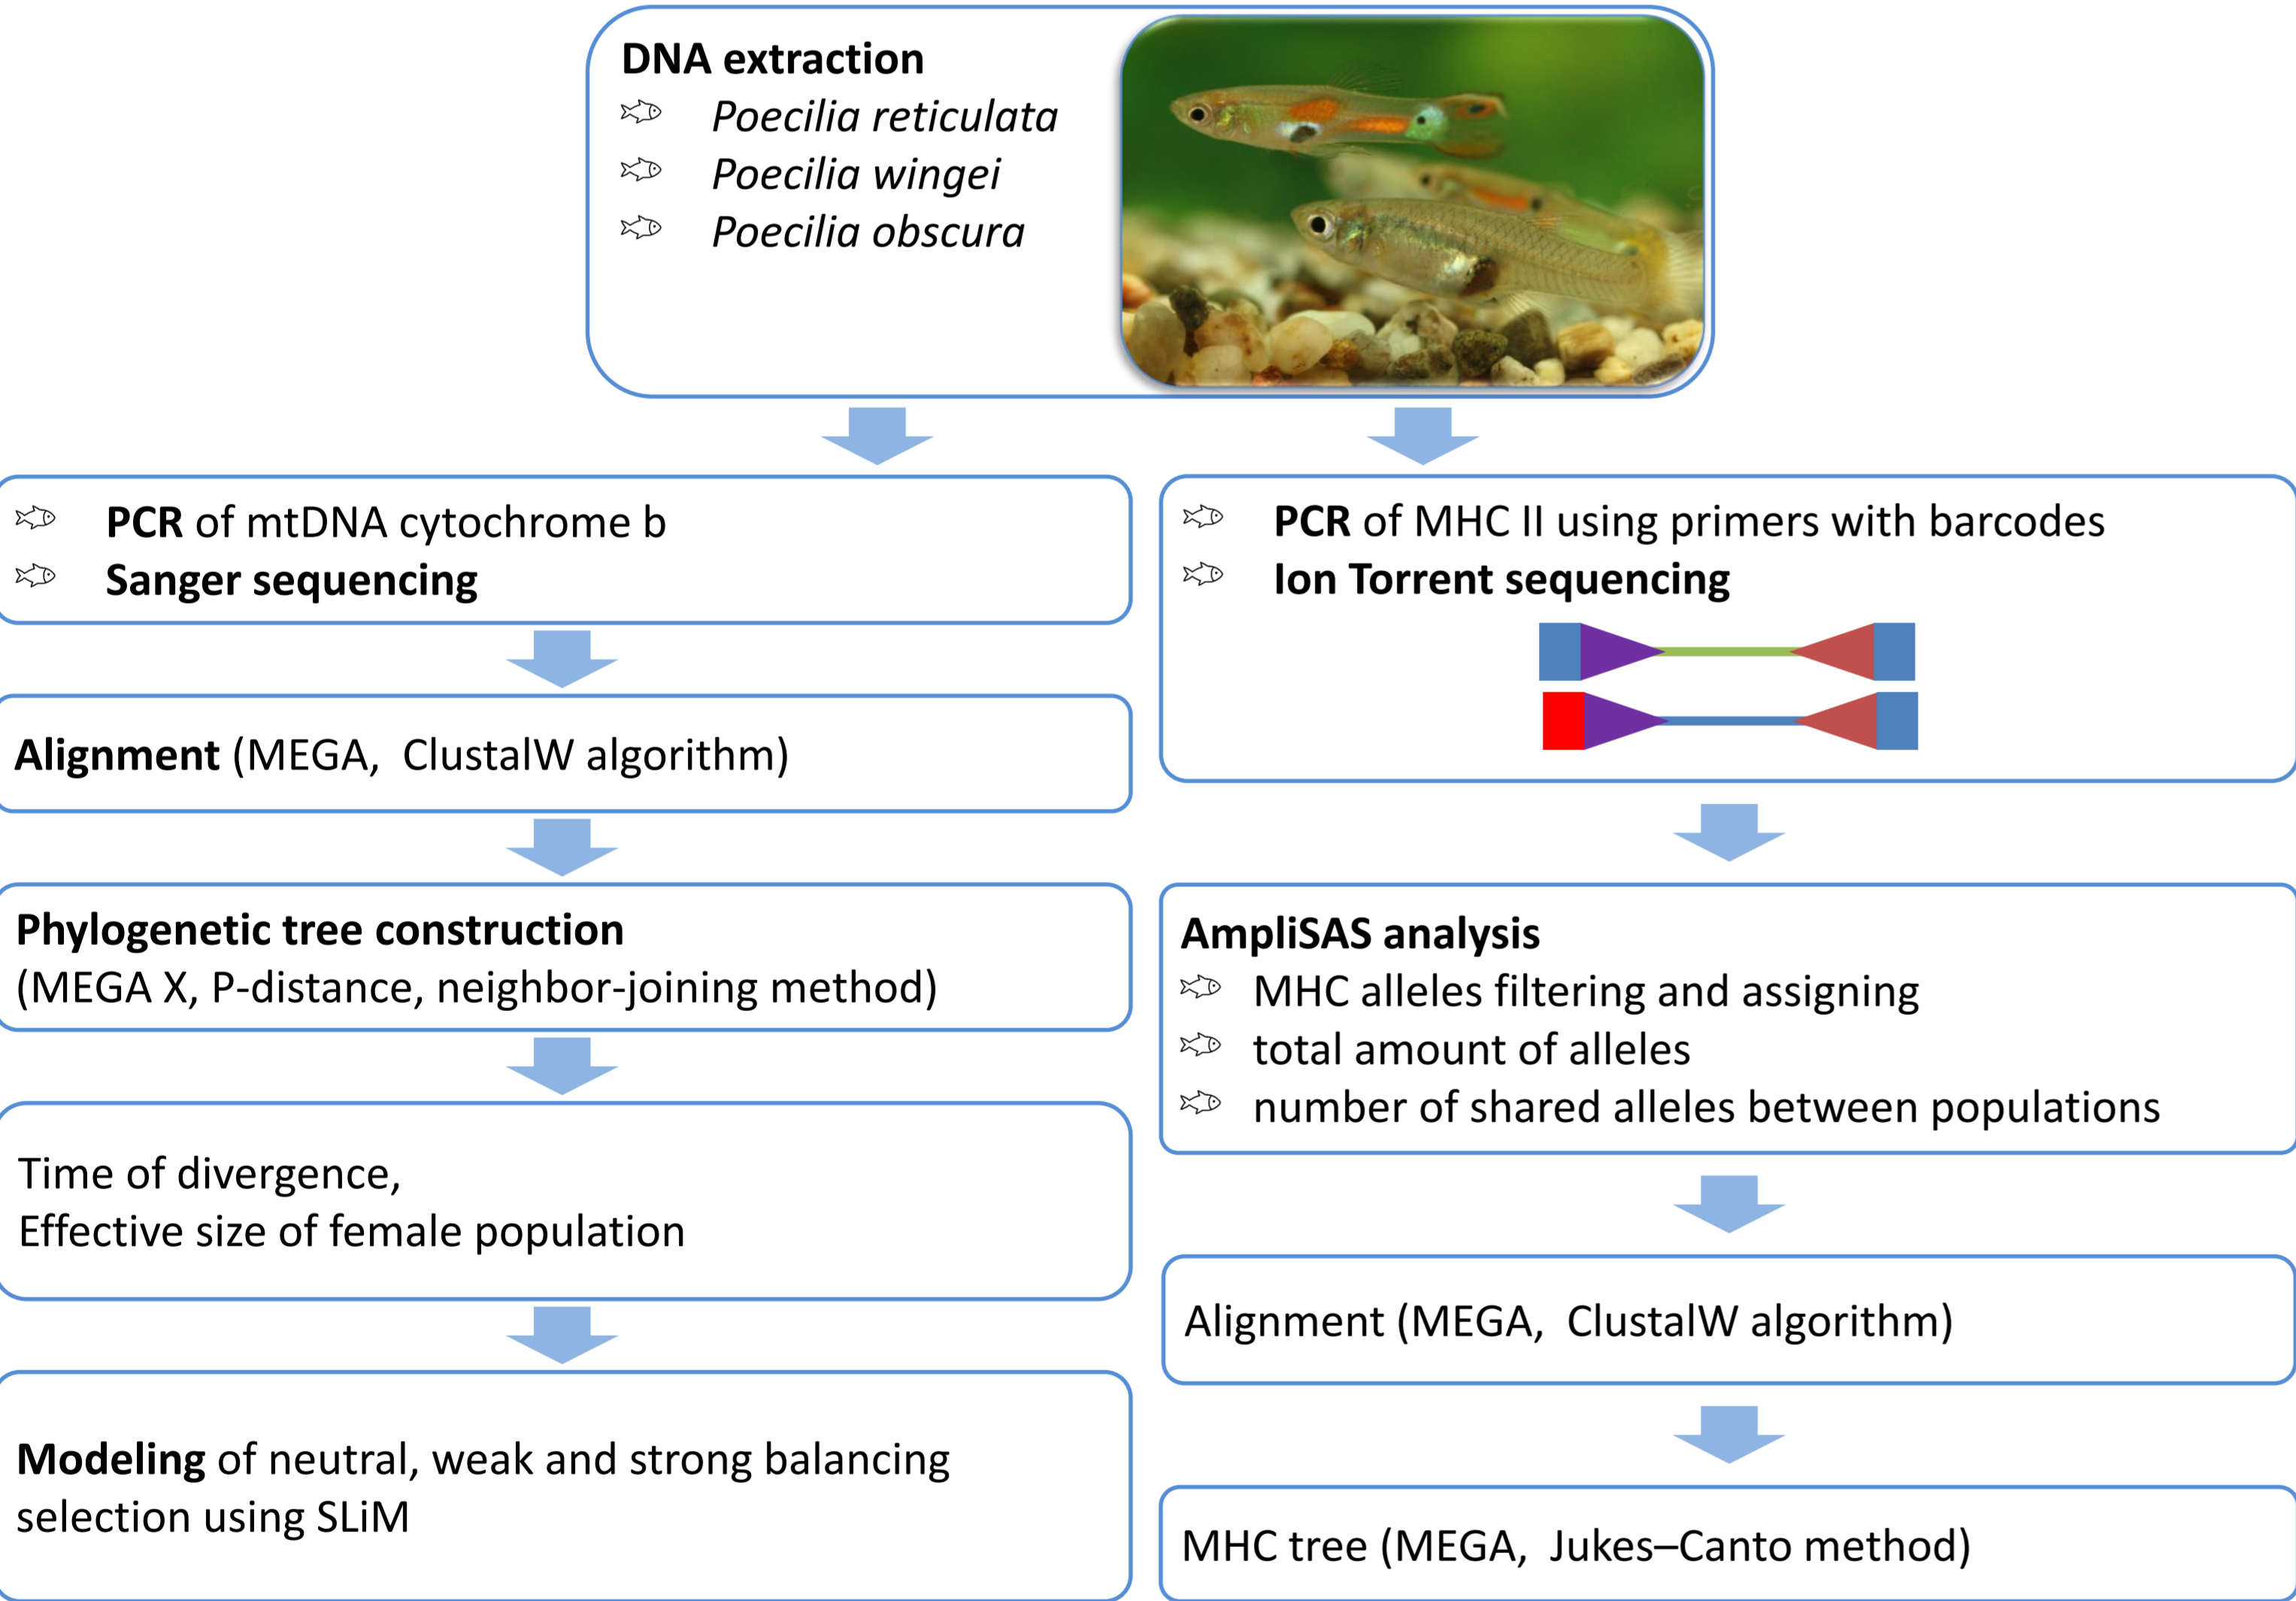 DNA extraction
Poecilia reticulata
Poecilia wingei
Poecilia obscura
PCR of mtDNA cytochrome b
Sanger sequencing
Alignment (MEGA,  ClustalW algorithm)
Phylogenetic tree construction
(MEGA X, P-distance, neighbor-joining method)
Time of divergence,
Effective size of female population
Modeling of neutral, weak and strong balancing
selection using SLiM
PCR of MHC II using primers with barcodes
Ion Torrent sequencing
AmpliSAS analysis
MHC alleles filtering and assigning
total amount of alleles
number of shared alleles between populations
Alignment (MEGA,  ClustalW algorithm)
MHC tree (MEGA,  Jukes–Canto method)